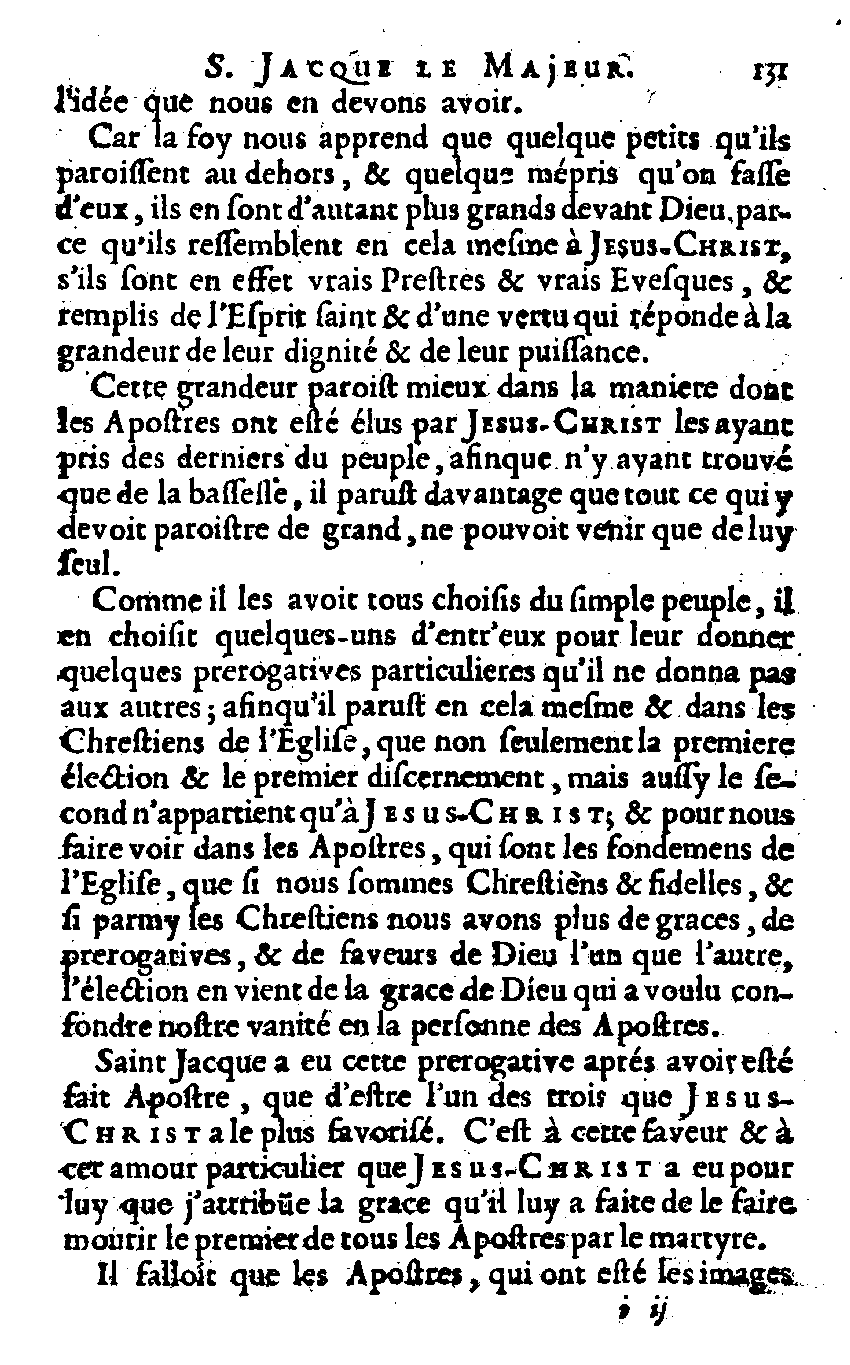 S. JACQUE LE MAJEUR. 131
l'idée que nous en devons avoir.
Car la foy nous apprend que quelque petits qu'ils
paroiſſent au dehors, & quelque mépris qu'on faſſe
d'eux, ils en ſont d'autant plus grands devant Dieu, par-
ce qu'ils reſſemblent en cela meſme à JESUS-CHRIST,
s'ils ſont en effet vrais Preſtres & vrais Eveſques, &
remplis de l'Eſprit ſaint & d'une vertu qui réponde à la
grandeur de leur dignité & de leur puiſſance.
Cette grandeur paroiſt mieux dans la maniere dont
les Apoſtres ont eſté élus par JESUS-CHRIST les ayant
pris des derniers du peuple, afinque n'y ayant trouvé
que de la baſſeſſe, il paruſt davantage que tout ce qui y
devoit paroiſtre de grand, ne pouvoit venir que de luy
ſeul.
Comme il les avoit tous choiſis du ſimple peuple, il
en choiſit quelques-uns d'entr'eux pour leur donner
quelques prerogatives particulieres qu'il ne donna pas
aux autres; afinqu'il paruſt en cela meſme & dans les
Chreſtiens de l'Egliſe, que non ſeulement la premiere
élection & le premier diſcernement, mais auſſy le ſe-
cond n'appartient qu'à JESUS-CHRIST; & pour nous
faire voir dans les Apoſtres, qui ſont les fondemens de
l'Egliſe, que ſi nous ſommes Chreſtiens & fidelles, &
ſi parmy les Chreſtiens nous avons plus de graces, de
prerogatives, & de faveurs de Dieu l'un que l'autre,
l'élection en vient de la grace de Dieu qui a voulu con-
fondre noſtre vanité en la perſonne des Apoſtres.
Saint Jacque a eu cette prerogative aprés avoir eſté
fait Apoſtre, que d'eſtre l'un des trois que JESUS-
CHRIST a le plus favoriſé. C'eſt à cette faveur & à
cet amour particulier que JESUS-CHRIST a eu pour
luy que j'attribüe la grace qu'il luy a faite de le faire
mourir le premier de tous les Apoſtres par le martyre.
Il falloit que les Apoſtres, qui ont eſté les images
i ij